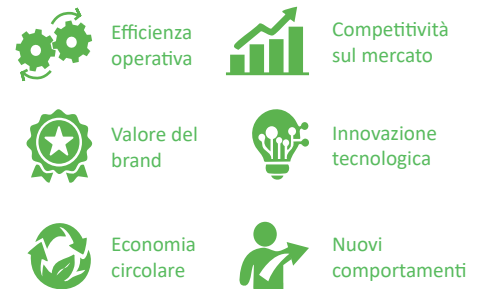 Efficienza
operativa
Competitività
sul mercato
Valore del
brand
Innovazione
tecnologica
Economia
circolare
Nuovi
comportamenti